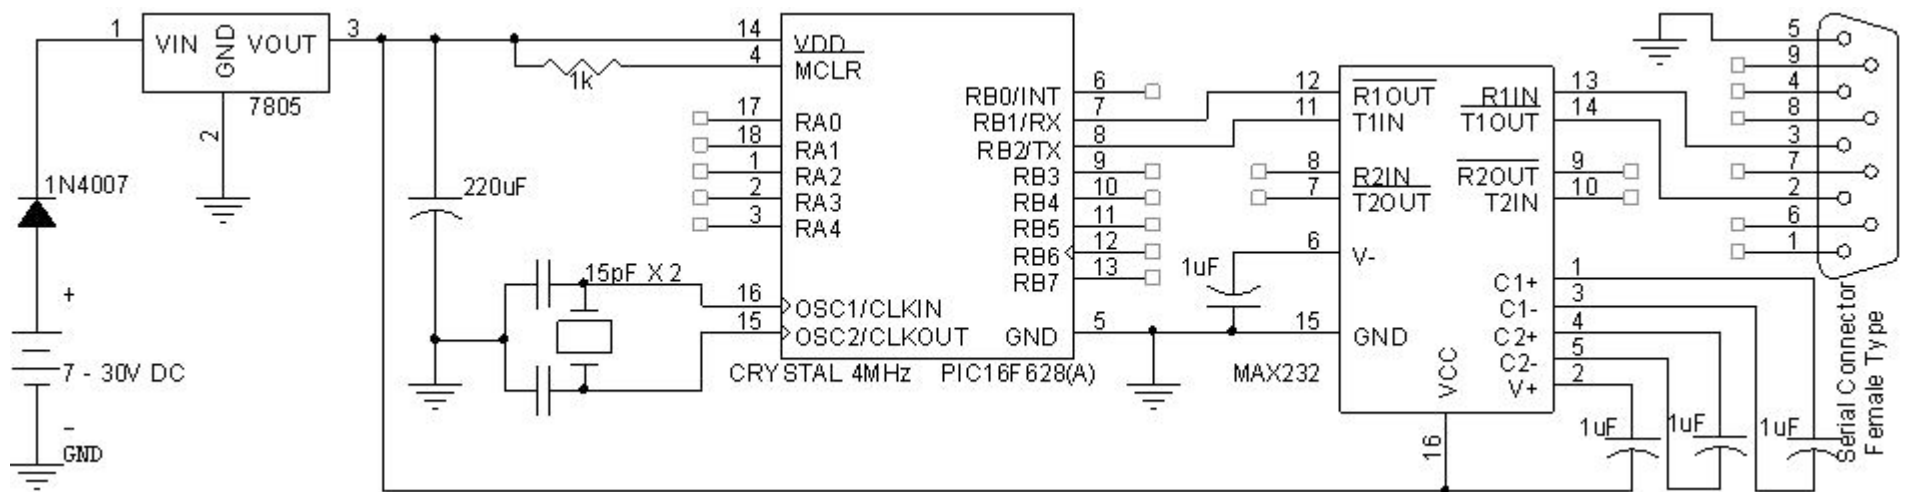 1
VIN
GND
VOUT
3
7805
2
1N4007
+
7 - 30V DC
-
GND
220uF
1k
15pF X 2
CRYSTAL 4MHz
14
VDD
4
MCLR
17
RA0
18
RA1
1
RA2
2
RA3
3
RA4
16
OSC1/CLKIN
15
OSC2/CLKOUT
RB0/INT
6
RB1/RX
7
RB2/TX
8
RB3
9
RB4
10
RB5
11
RB6
12
RB7
13
GND
5
PIC16F628(A)
1uF
12
R1OUT
11
T1IN
8
R2IN
7
T2OUT
6
V-
15
GND
MAX232
VCC
16
R1IN
13
T1OUT
14
R2OUT
9
T2IN
10
C1+
1
C1-
3
C2+
4
C2-
5
V+
2
1uF
1uF
1uF
5
9
4
8
3
7
2
6
1
Serial Connector
Female Type